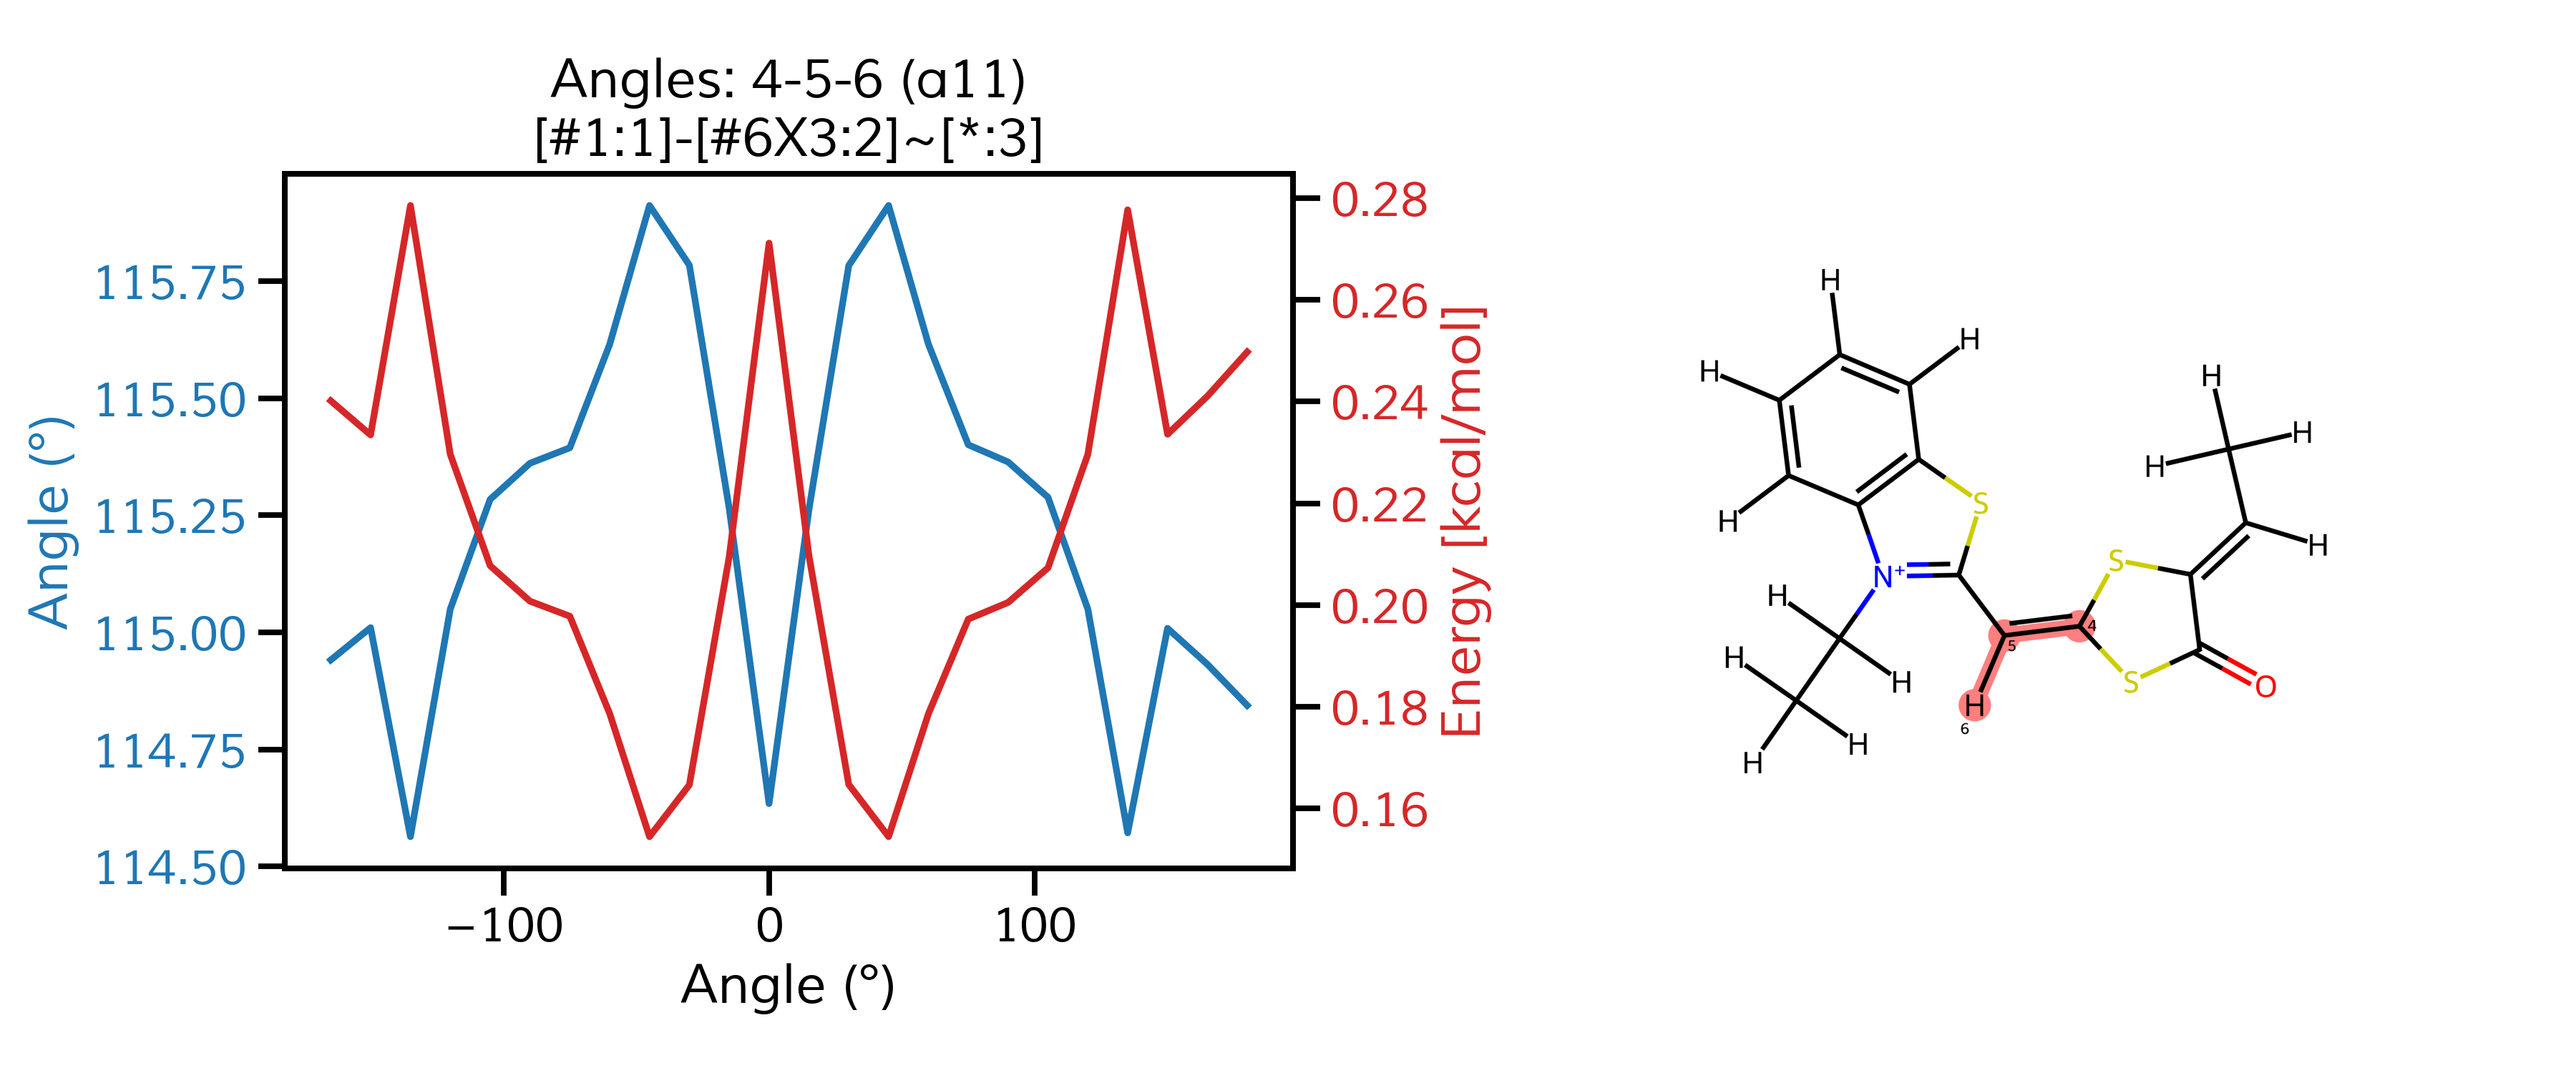 Angles: 4-5-6 (a11)
[#1:1]-[#6X3:2]~[*:3]
Angle (°)
115.75
115.50
115.25
115.00
114.75
114.50
0.28
0.26
0.24
0.22
0.20
0.18
0.16
Energy [kcal/mol]
−100
0
100
Angle (°)
H
H
H
H
H
H
H
S
H
H
S
N+
H
4
5
H
S
H
H
O
6
H
H